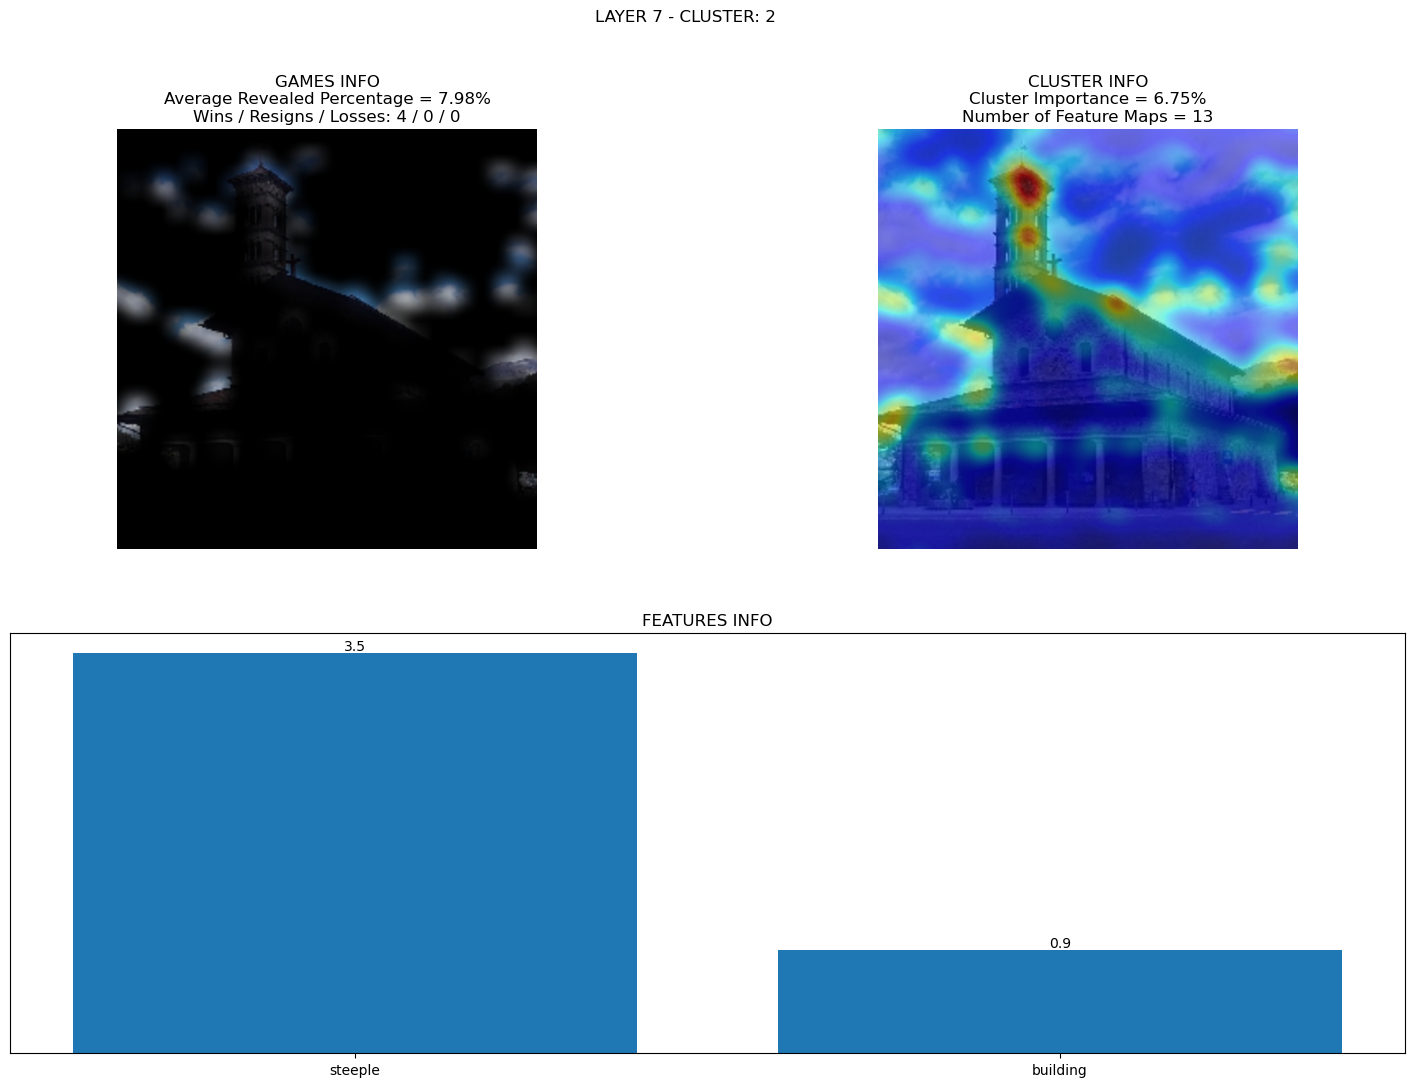 LAYER 7 - CLUSTER: 2
GAMES INFO
Average Revealed Percentage = 7.98%
Wins / Resigns / Losses: 4 / 0 / 0
CLUSTER INFO
Cluster Importance = 6.75%
Number of Feature Maps = 13
FEATURES INFO
3.5
0.9
steeple
building